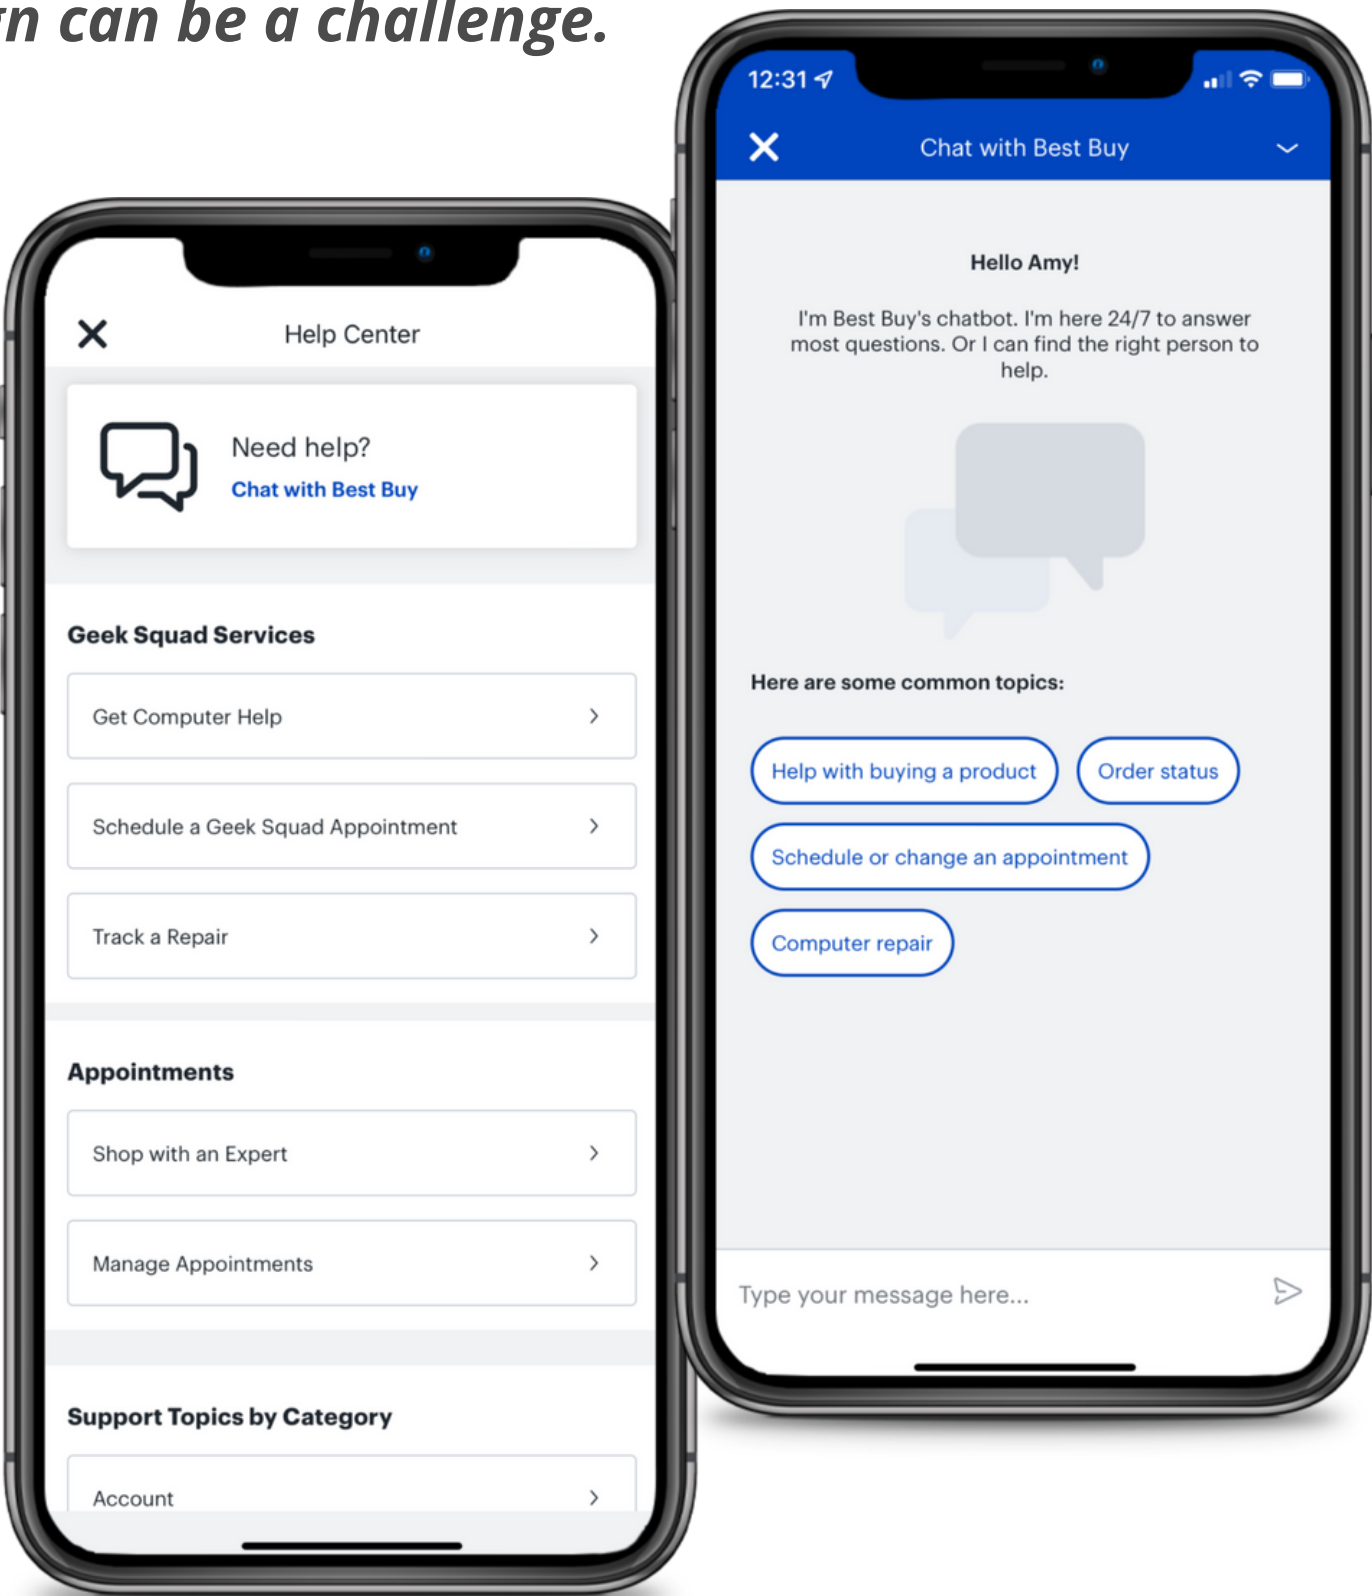 can be a challenge.
Help Center
Need help?
Chat with Best Buy
Geek Squad Services
Get Computer Help
Schedule a Geek Squad Appointment
Track a Repair
Appointments
Shop with an Expert
Manage Appointments
Support Topics by Category
Account
12:31
Chat with Best Buy
Hello Amy!
I'm Best Buy's chatbot. I'm here 24/7 to answer
most questions. Or I can find the right person to
help.
Here are some common topics:
Help with buying a product
Order status
Schedule or change an appointment
Computer repair
Type your message here...